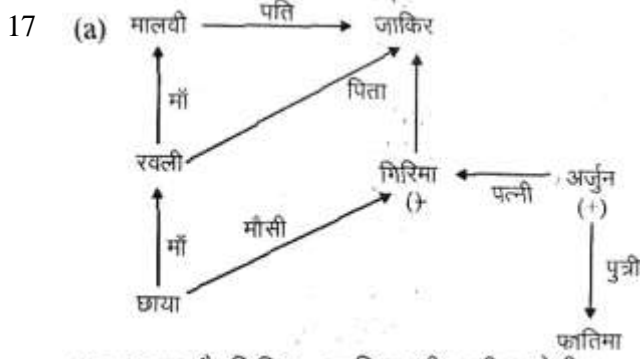 17 (a) मालवी पति जाकिर
माँ
पिता
रवली गिरिमा पत्नी अर्जुन
() (+)
मौसी
माँ पुत्री
छाया
फातिमा